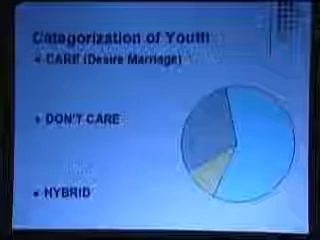 Categorization of Youth
CARE (Desire Marriage)
DON'T CARE
HYBRID